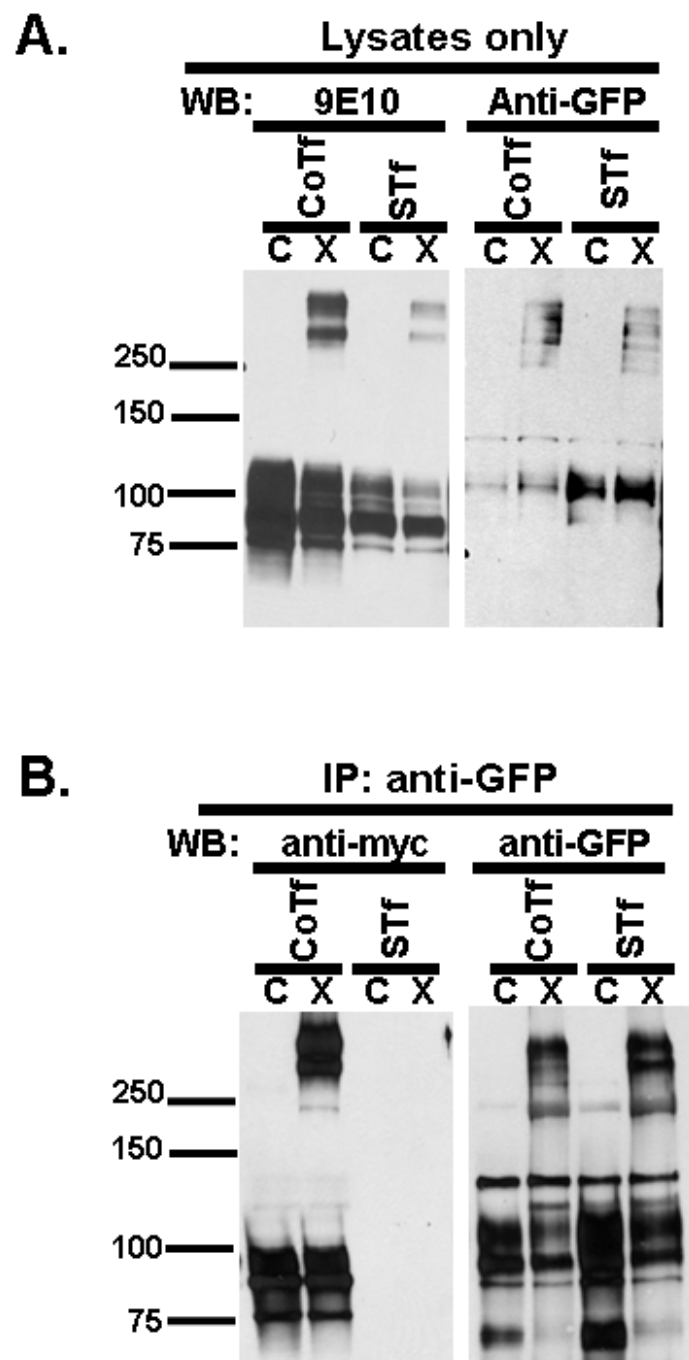 A.
Lysates only
WB: 9E10 Anti-GFP
CoTf STf CoTf STf
C X C X C X C X
250
150
100
75
B.
IP: anti-GFP
WB: anti-myc anti-GFP
CoTf STf CoTf STf
C X C X C X C X
250
150
100
75